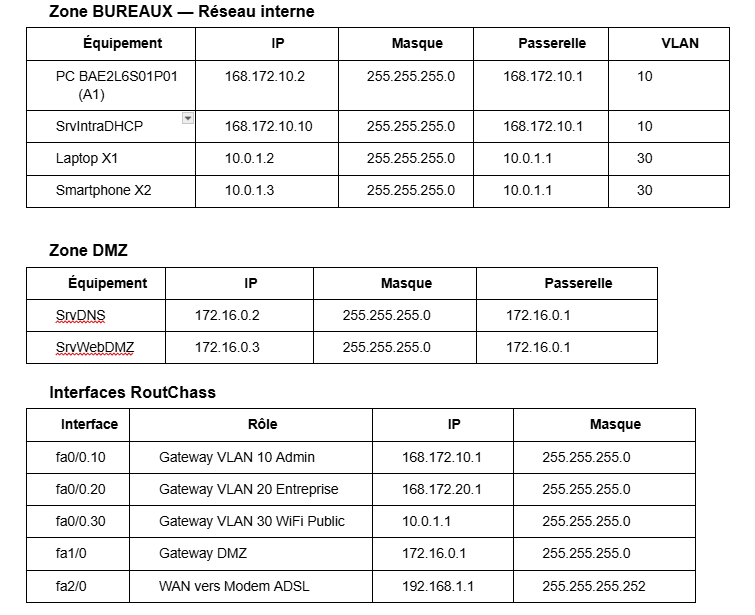 Zone BUREAUX — Réseau interne
Équipement IP Masque Passerelle VLAN
PC BAE2L6S01P01 168.172.10.2 255.255.255.0 168.172.10.1 10
(A1)
SrvIntraDHCP 168.172.10.10 255.255.255.0 168.172.10.1 10
Laptop X1 10.0.1.2 255.255.255.0 10.0.1.1 30
Smartphone X2 10.0.1.3 255.255.255.0 10.0.1.1 30
Zone DMZ
Équipement IP Masque Passerelle
SrvDNS 172.16.0.2 255.255.255.0 172.16.0.1
SrvWebDMZ 172.16.0.3 255.255.255.0 172.16.0.1
Interfaces RoutChass
Interface Rôle IP Masque
fa0/0.10 Gateway VLAN 10 Admin 168.172.10.1 255.255.255.0
fa0/0.20 Gateway VLAN 20 Entreprise 168.172.20.1 255.255.255.0
fa0/0.30 Gateway VLAN 30 WiFi Public 10.0.1.1 255.255.255.0
fa1/0 Gateway DMZ 172.16.0.1 255.255.255.0
fa2/0 WAN vers Modem ADSL 192.168.1.1 255.255.255.252